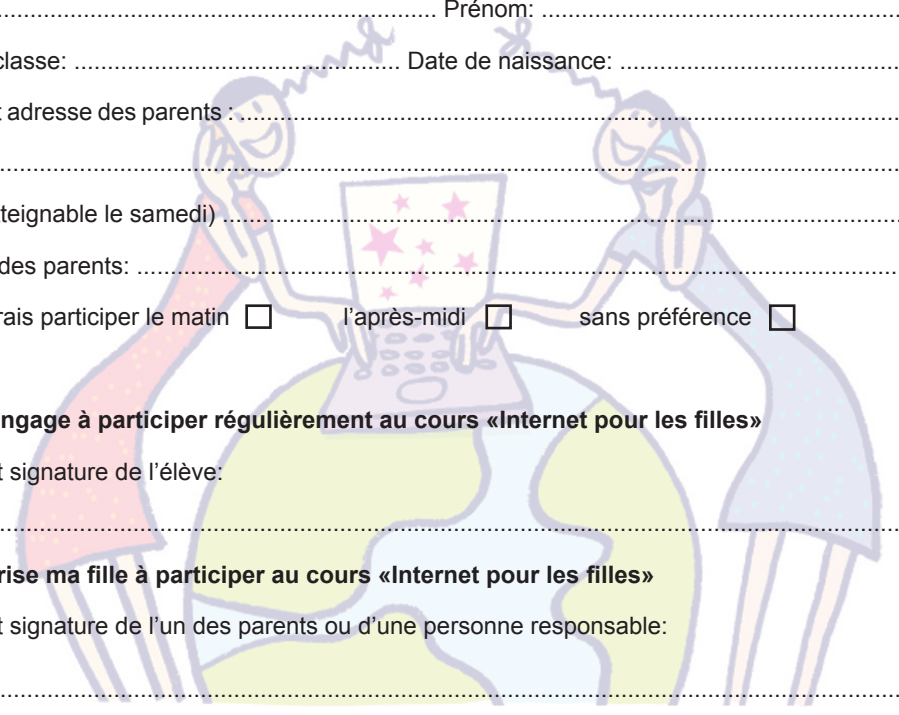 .......................................................... Prénom: ..................................................
classe: .............................................. Date de naissance: .......................................
adresse des parents : ............................................................................................
..............................................................................................................................
teignable le samedi) ..............................................................................................
des parents: .........................................................................................................
rais participer le matin ☐ l’après-midi ☐ sans préférence ☐
ngage à participer régulièrement au cours «Internet pour les filles»
t signature de l’élève:
..............................................................................................................................
rise ma fille à participer au cours «Internet pour les filles»
t signature de l’un des parents ou d’une personne responsable:
..............................................................................................................................